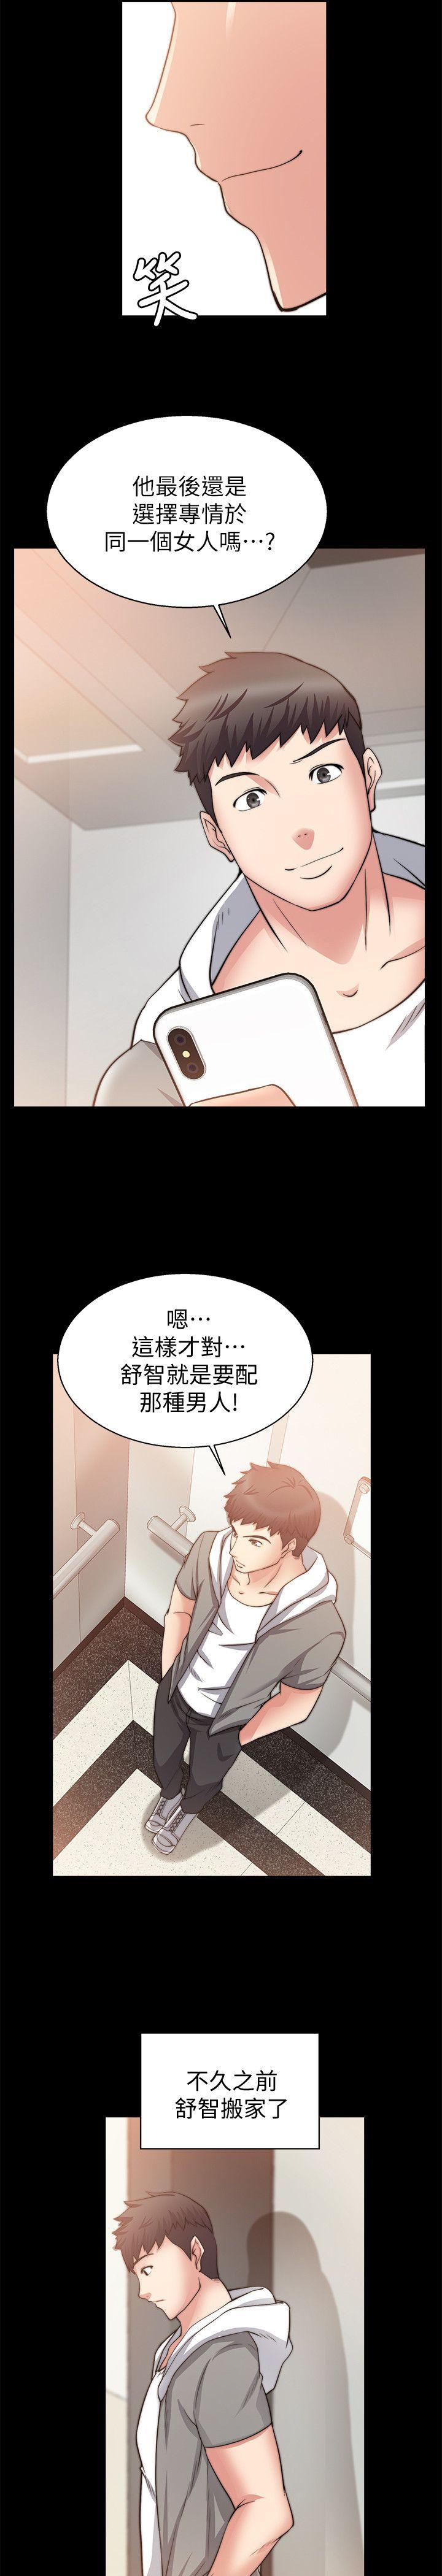 笑
他最後還是
選擇專情於
同一個女人嗎…?
嗯…
這樣才對…
舒智就是要配
那種男人!
不久之前
舒智搬家了